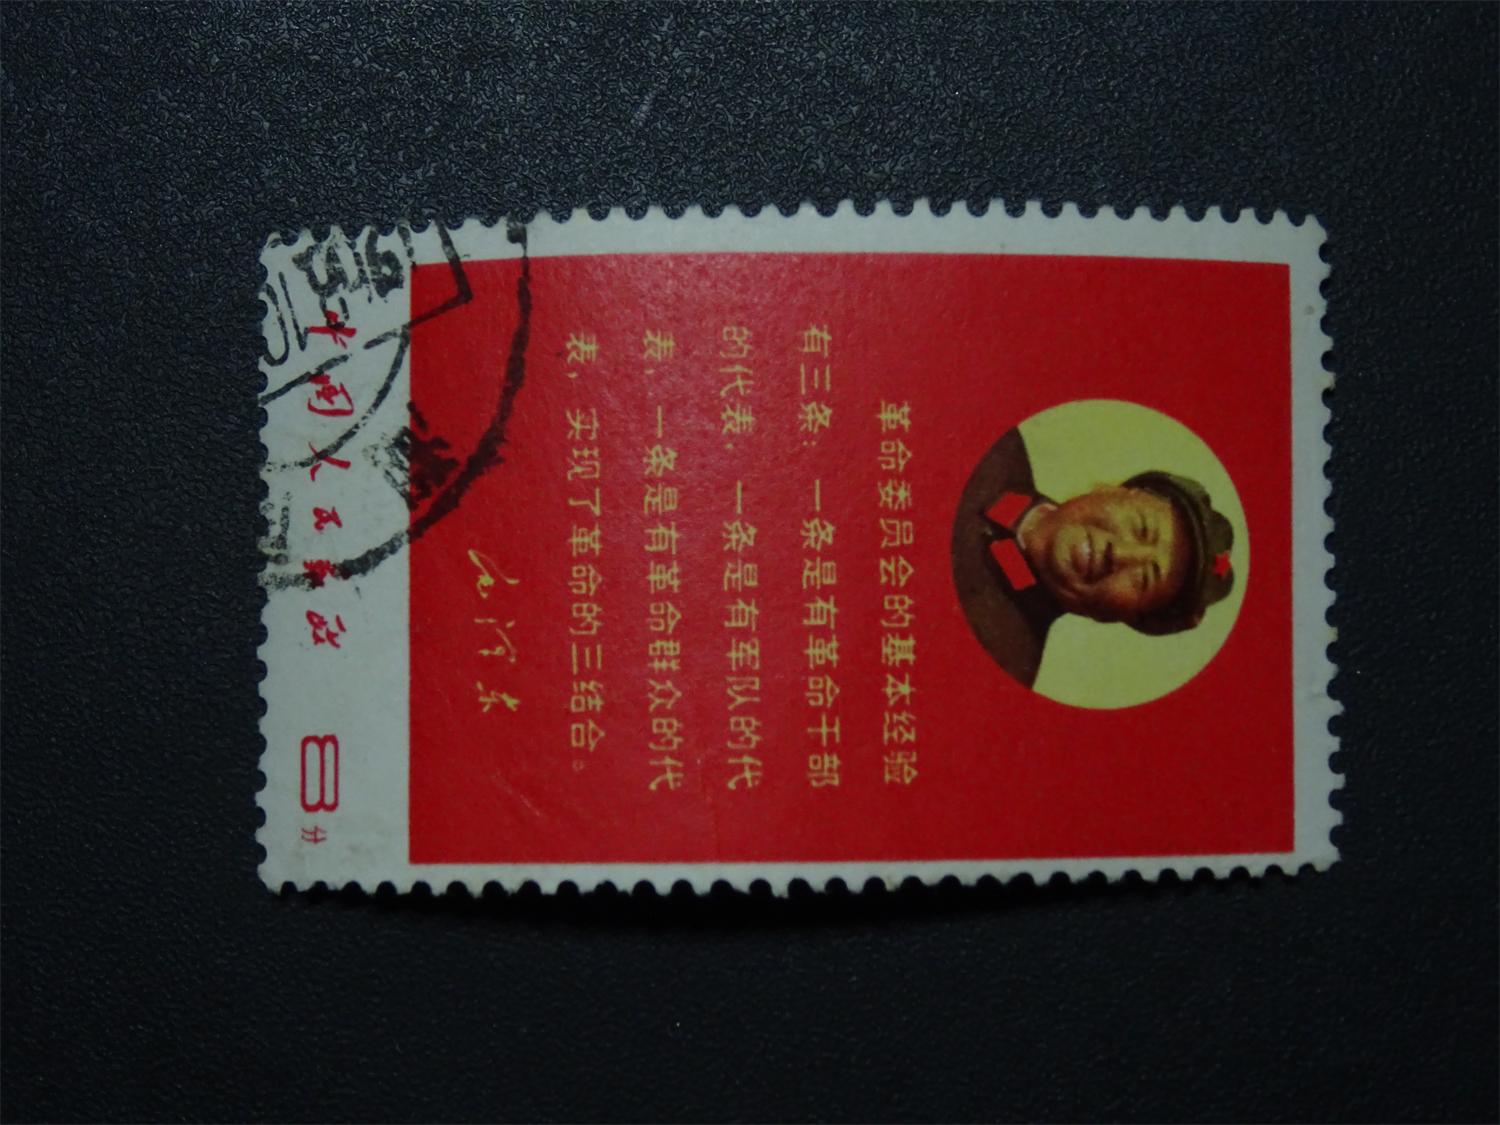 革命委员会的基本经验
有三条：一条是有革命干部
的代表，一条是有军队的代
表，一条是有革命群众的代
表，实现了革命的三结合。
毛泽东
中国人民邮政
8分